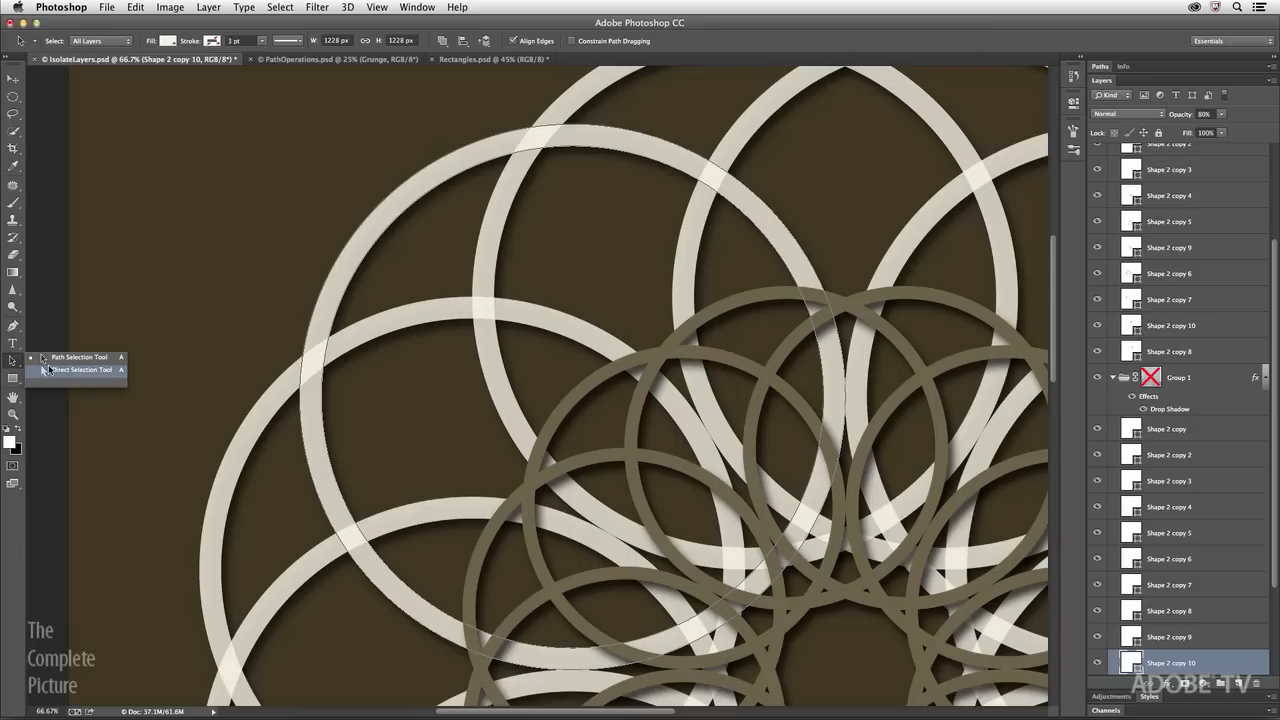 Photoshop File Edit Image Layer Type Select Filter 3D View Window Help
Adobe Photoshop CC
Select: All Layers Fill: Stroke: 3 pt W: 1228 px H: 1228 px Align Edges Constrain Path Dragging Essentials
© IsolateLayers.psd @ 66.7% (Shape 2 copy 10, RGB/8*) *
© PathOperations.psd @ 25% (Grunge, RGB/8*)
Rectangles.psd @ 45% (RGB/8) *
Paths Info
Layers
Kind
Normal Opacity: 80%
Lock: Fill: 100%
Shape 2 copy 2
Shape 2 copy 3
Shape 2 copy 4
Shape 2 copy 5
Shape 2 copy 9
Shape 2 copy 6
Shape 2 copy 7
Shape 2 copy 10
Shape 2 copy 8
Group 1 fx
Effects
Drop Shadow
Shape 2 copy
Shape 2 copy 2
Shape 2 copy 3
Shape 2 copy 4
Shape 2 copy 5
Shape 2 copy 6
Shape 2 copy 7
Shape 2 copy 8
Shape 2 copy 9
Shape 2 copy 10
Path Selection Tool A
Direct Selection Tool A
The
Complete
Picture
ADOBE TV
Adjustments Styles
Channels
66.67% © Doc: 37.1M/61.6M